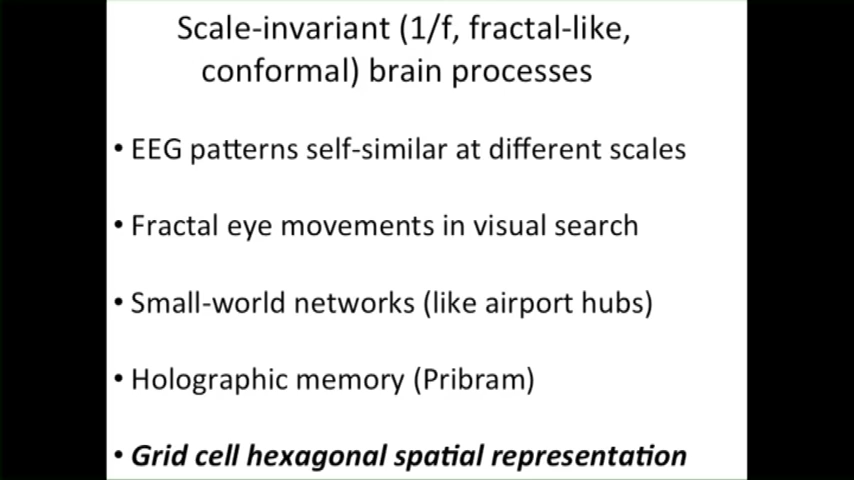 Scale-invariant (1/f, fractal-like,
conformal) brain processes
• EEG patterns self-similar at different scales
• Fractal eye movements in visual search
• Small-world networks (like airport hubs)
• Holographic memory (Pribram)
• Grid cell hexagonal spatial representation